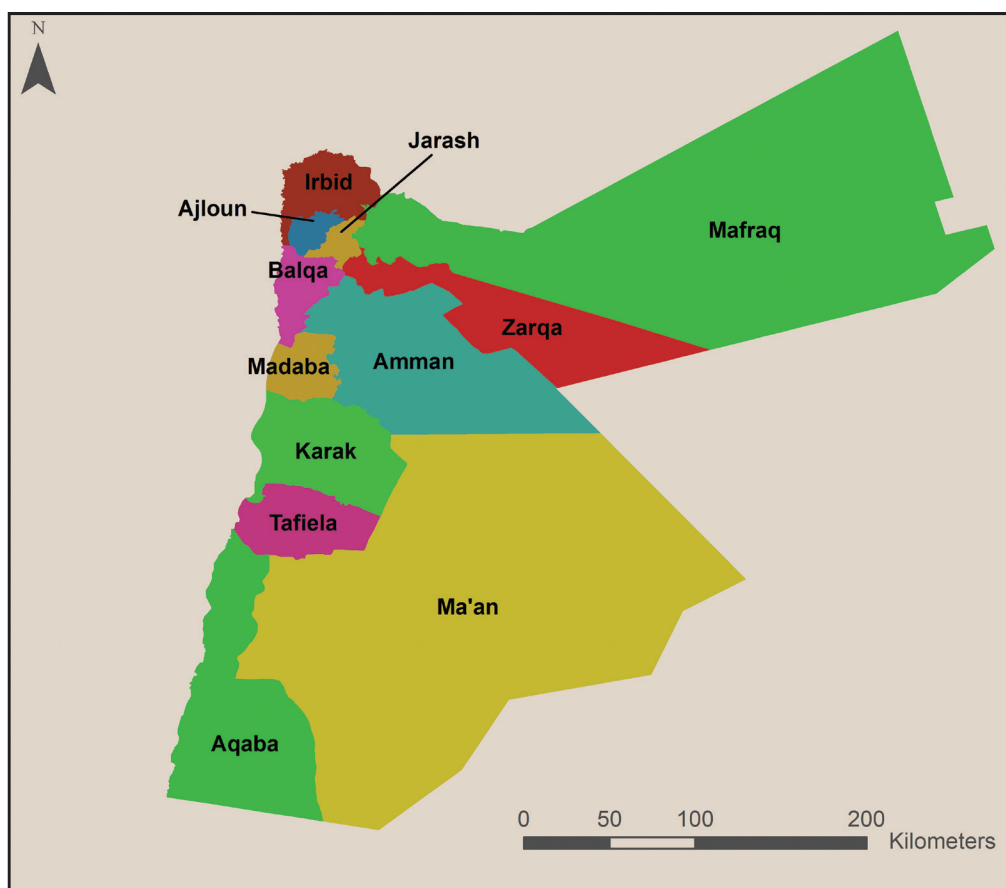 N
Jarash
Irbid
Ajloun
Mafraq
Balqa
Zarqa
Amman
Madaba
Karak
Tafiela
Ma'an
Aqaba
0 50 100 200
Kilometers